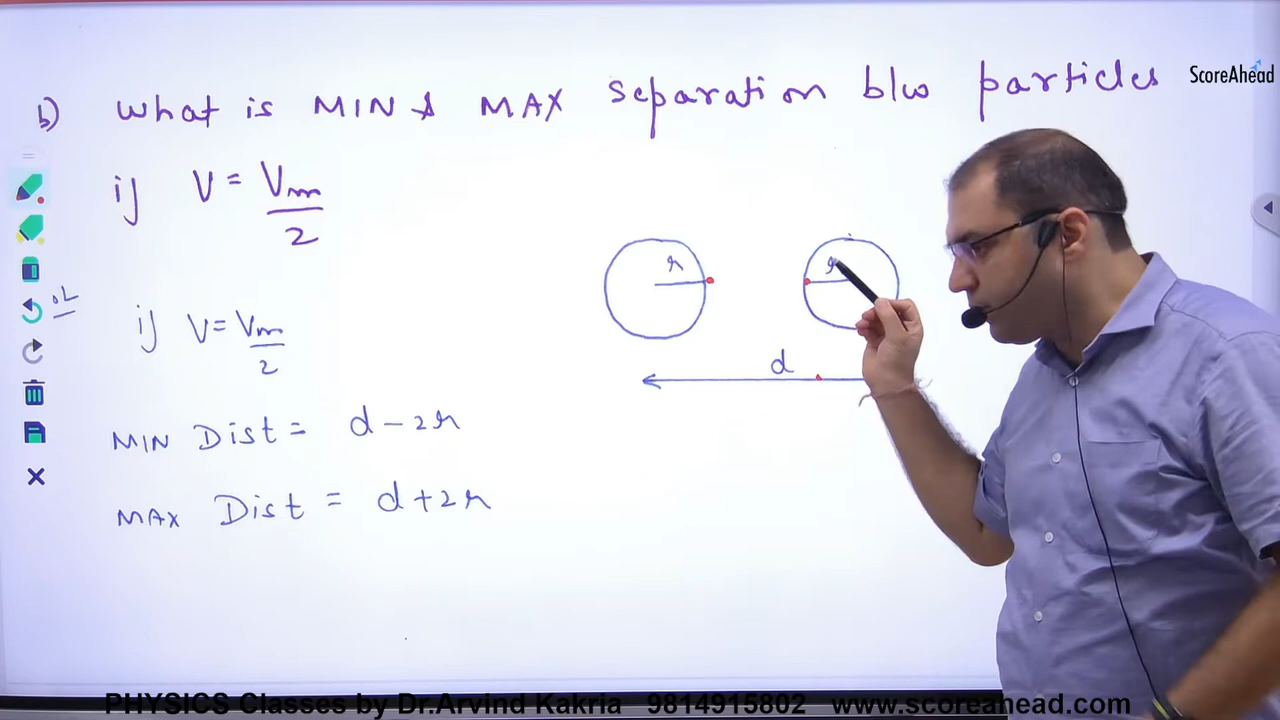 b) What is MIN & MAX separation b/w particles
ScoreAhead
if V = Vm/2
r
r
if V = Vm/2
d
MIN Dist = d - 2r
MAX Dist = d + 2r
PHYSICS Classes by Dr.Arvind Kakria 9814915802 www.scoreahead.com